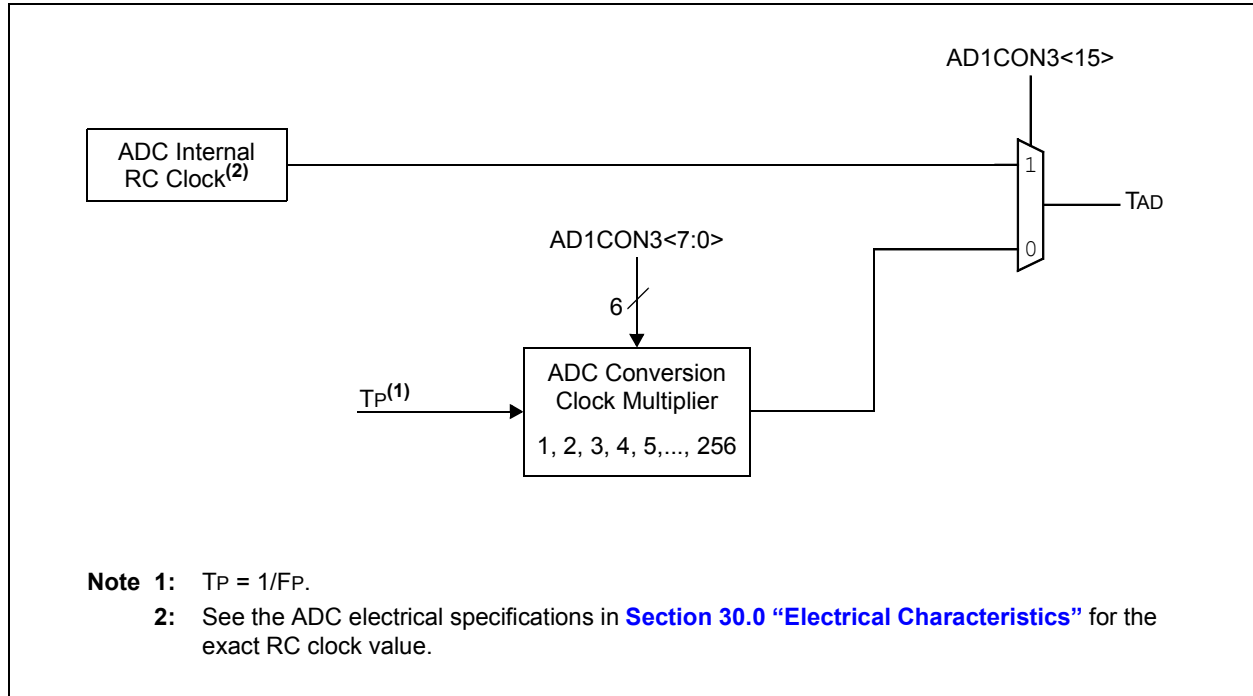 AD1CON3<15>
ADC Internal
RC Clock(2)
1
TAD
AD1CON3<7:0>
0
6
ADC Conversion
Clock Multiplier
TP(1)
1, 2, 3, 4, 5,..., 256
Note 1: TP = 1/FP.
2: See the ADC electrical specifications in Section 30.0 “Electrical Characteristics” for the
exact RC clock value.